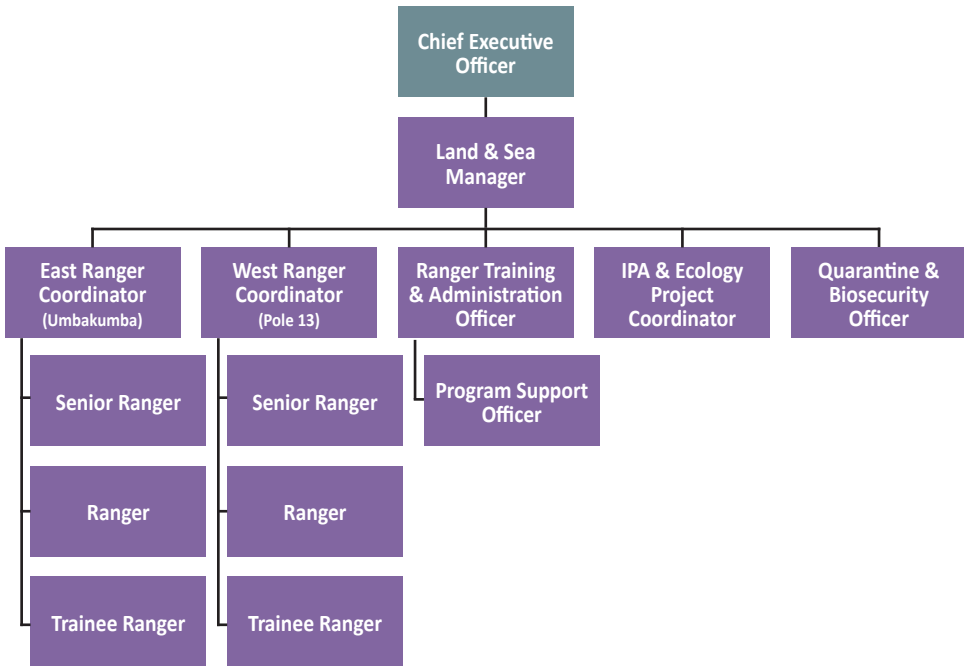 Chief Executive
Officer
Land & Sea
Manager
East Ranger
Coordinator
(Umbakumba)
West Ranger
Coordinator
(Pole 13)
Ranger Training
& Administration
Officer
IPA & Ecology
Project
Coordinator
Quarantine &
Biosecurity
Officer
Senior Ranger
Senior Ranger
Program Support
Officer
Ranger
Ranger
Trainee Ranger
Trainee Ranger